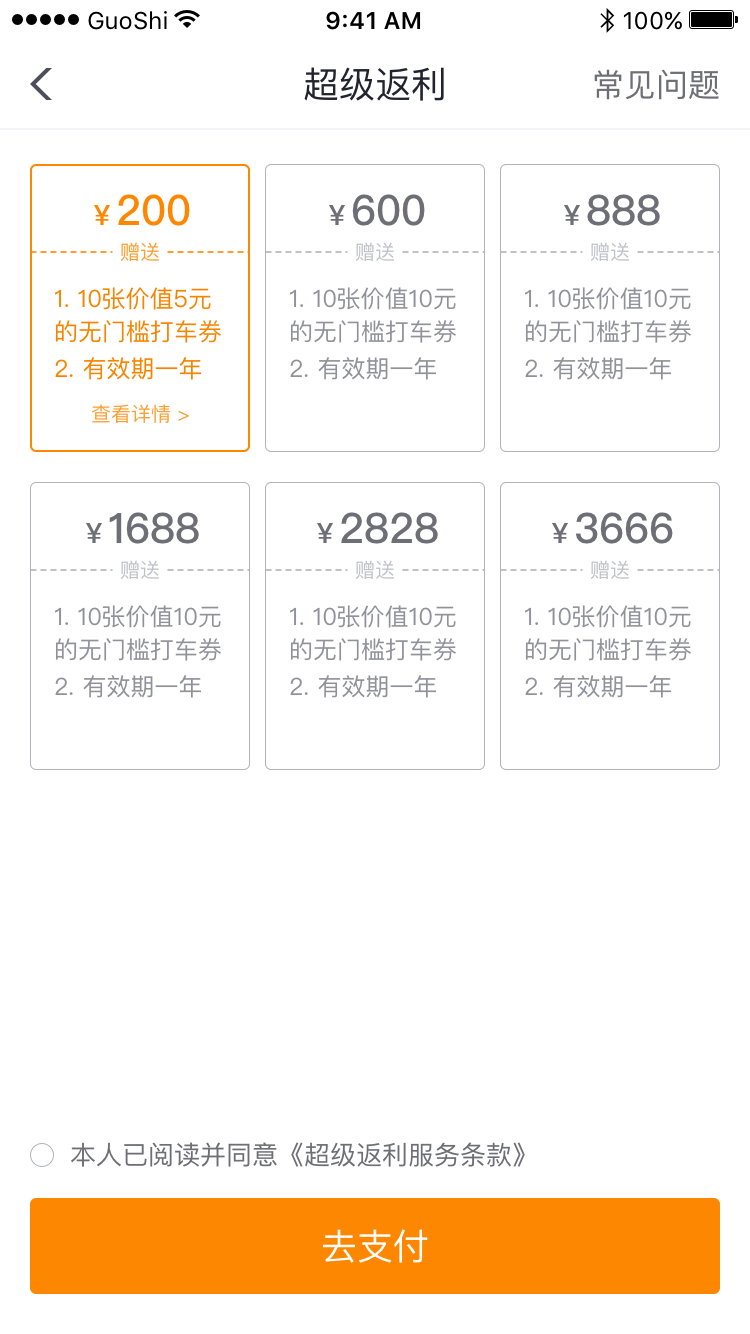 GuoShi 9:41 AM 100%
超级返利 常见问题
¥200 ¥600 ¥888
赠送 赠送 赠送
1. 10张价值5元 1. 10张价值10元 1. 10张价值10元
的无门槛打车券 的无门槛打车券 的无门槛打车券
2. 有效期一年 2. 有效期一年 2. 有效期一年
查看详情 >
¥1688 ¥2828 ¥3666
赠送 赠送 赠送
1. 10张价值10元 1. 10张价值10元 1. 10张价值10元
的无门槛打车券 的无门槛打车券 的无门槛打车券
2. 有效期一年 2. 有效期一年 2. 有效期一年
本人已阅读并同意《超级返利服务条款》
去支付